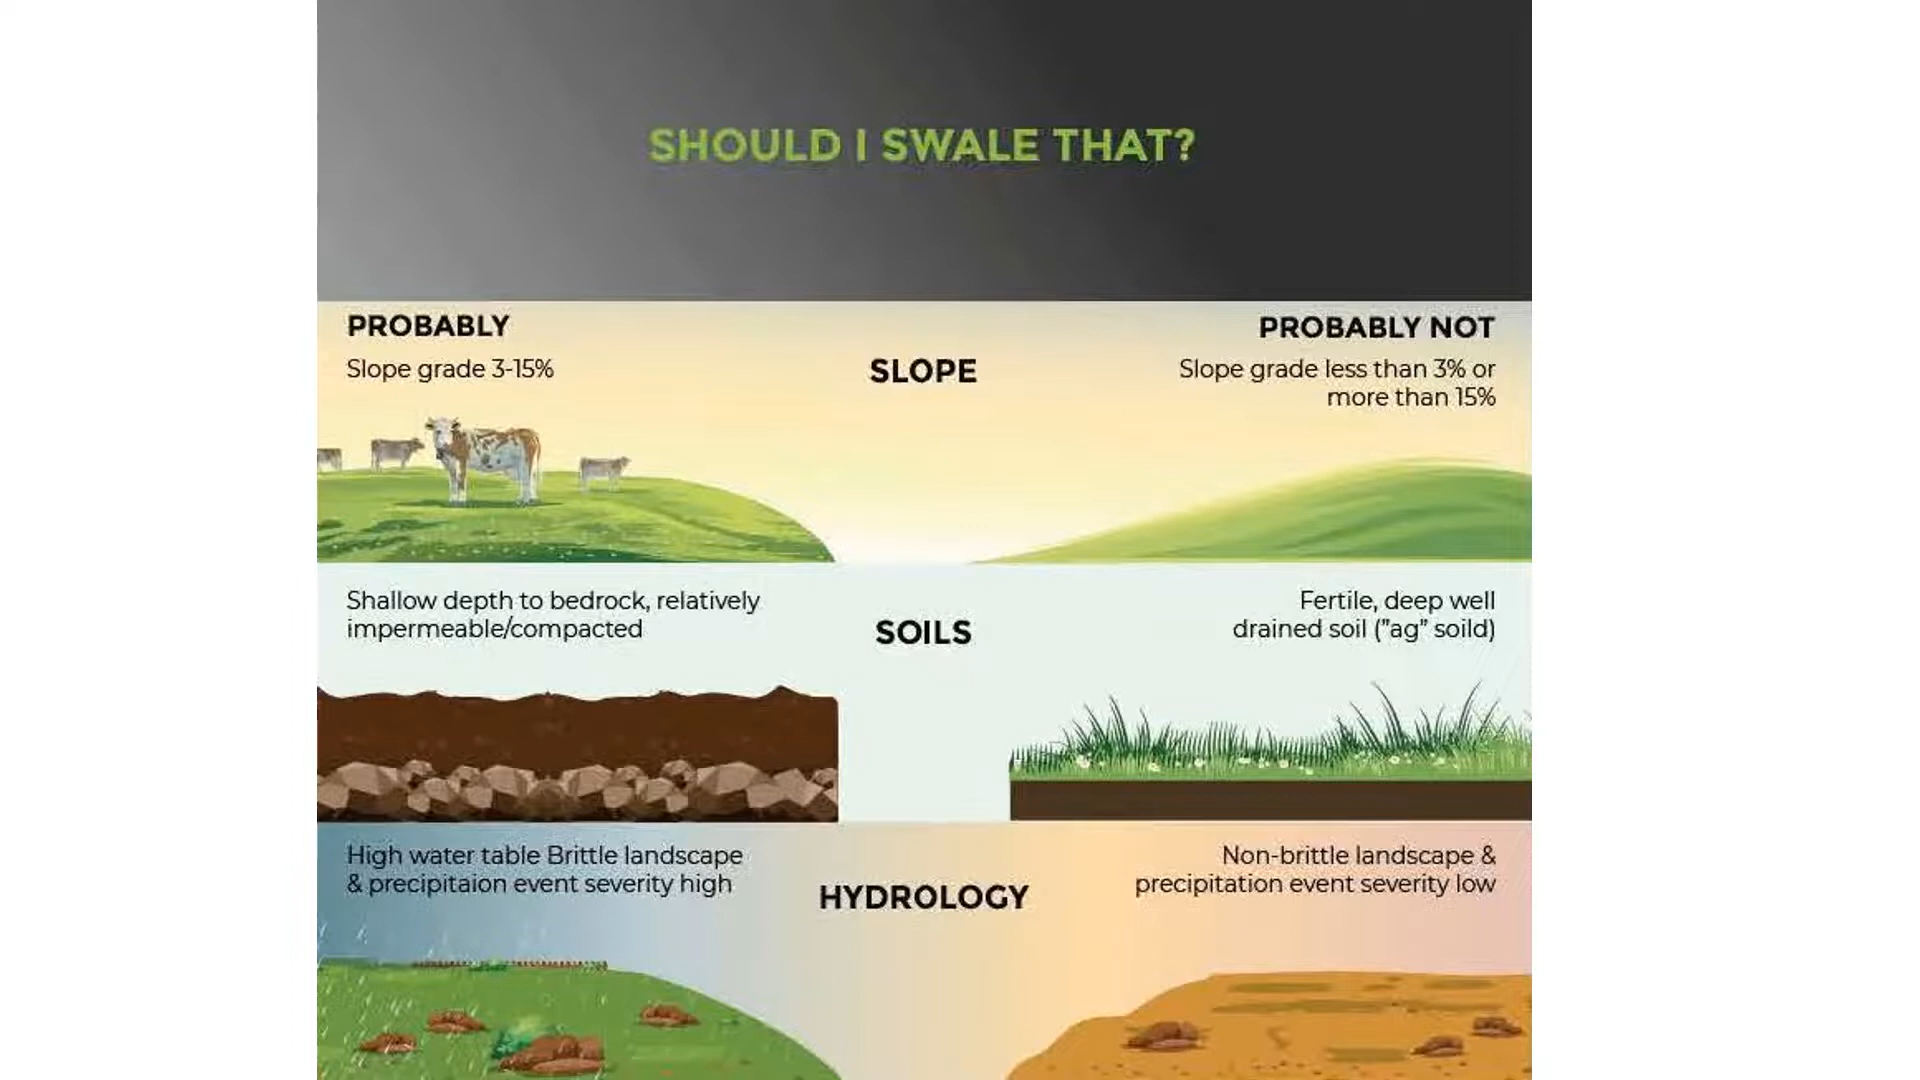 SHOULD I SWALE THAT?
PROBABLY
PROBABLY NOT
Slope grade 3-15%
SLOPE
Slope grade less than 3% or
more than 15%
Shallow depth to bedrock, relatively
impermeable/compacted
SOILS
Fertile, deep well
drained soil ("ag" soild)
High water table Brittle landscape
& precipitaion event severity high
HYDROLOGY
Non-brittle landscape &
precipitation event severity low